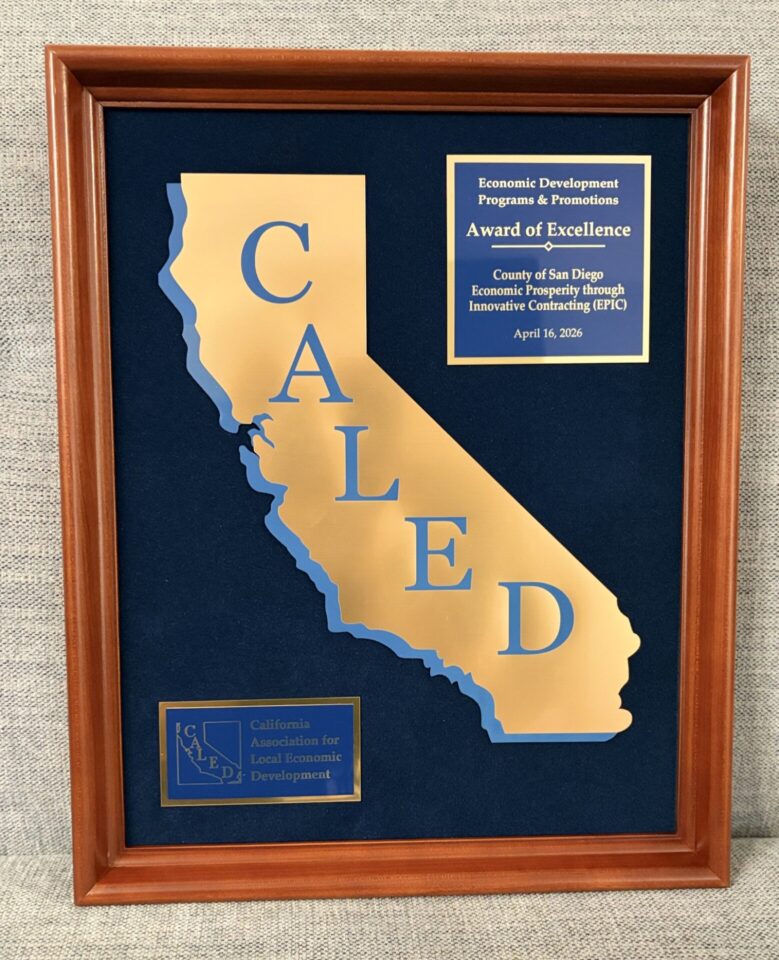 C
A
L
E
D
Economic Development
Programs & Promotions
Award of Excellence
County of San Diego
Economic Prosperity through
Innovative Contracting (EPIC)
April 16, 2026
CALED
California
Association for
Local Economic
Development